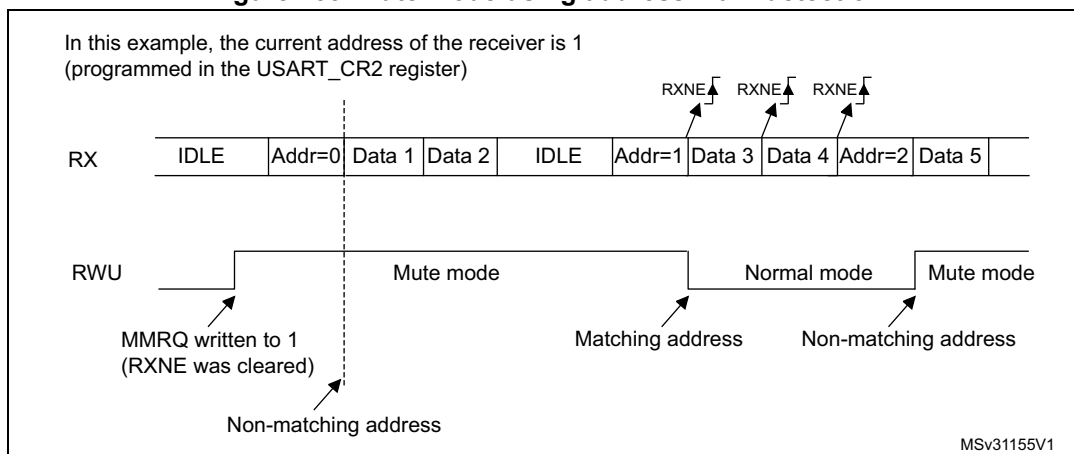 In this example, the current address of the receiver is 1
(programmed in the USART_CR2 register)
RXNE RXNE RXNE
RX IDLE Addr=0 Data 1 Data 2 IDLE Addr=1 Data 3 Data 4 Addr=2 Data 5
RWU Mute mode Normal mode Mute mode
MMRQ written to 1 Matching address Non-matching address
(RXNE was cleared)
Non-matching address
MSv31155V1